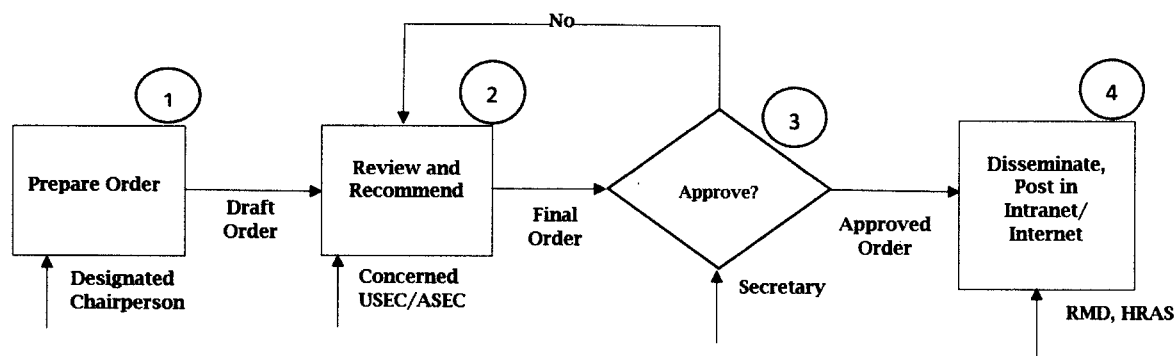 No
1
2
3
4
Prepare Order
Review and
Recommend
Approve?
Disseminate,
Post in
Intranet/
Internet
Draft
Order
Final
Order
Approved
Order
Designated
Chairperson
Concerned
USEC/ASEC
Secretary
RMD, HRAS